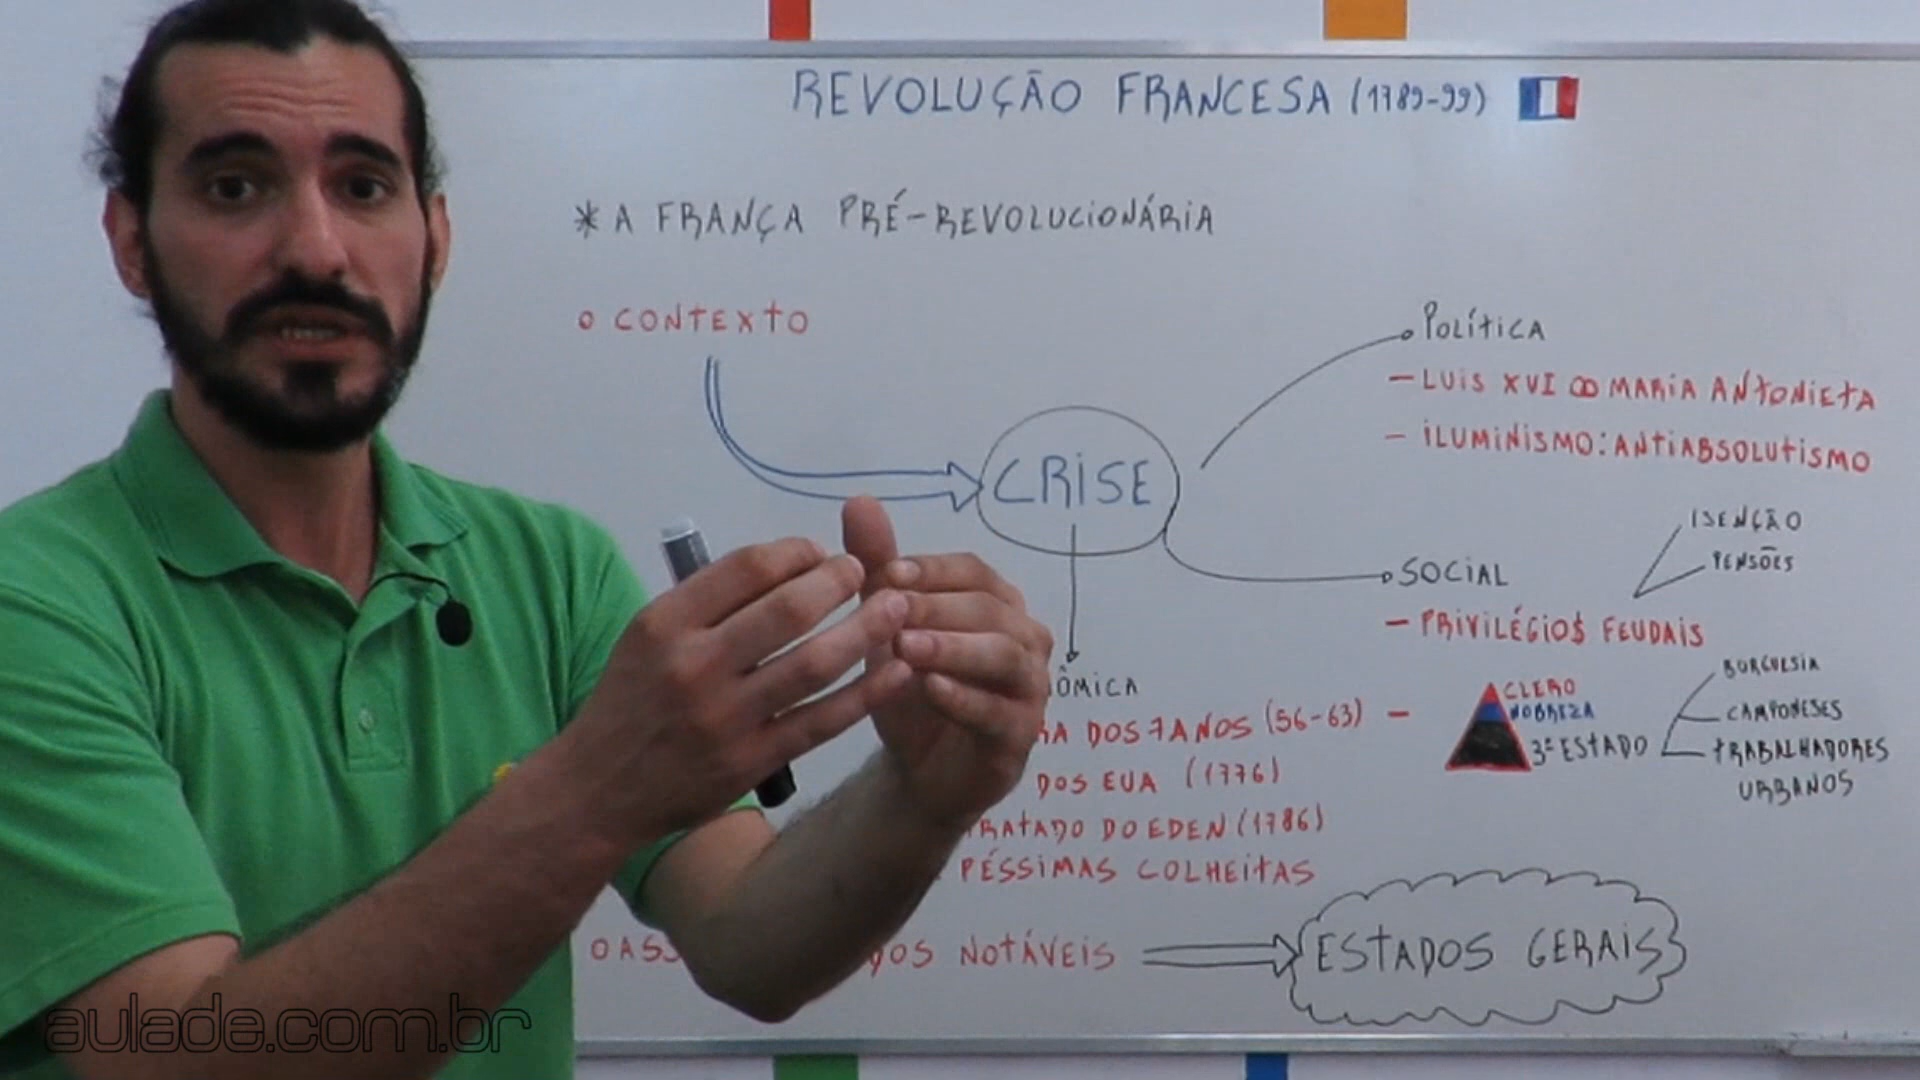 REVOLUÇÃO FRANCESA (1789-99)
* A FRANÇA PRÉ-REVOLUCIONÁRIA
O CONTEXTO
CRISE
POLÍTICA
- LUIS XVI ∞ MARIA ANTONIETA
- ILUMINISMO: ANTIABSOLUTISMO
SOCIAL
ISENÇÃO
PENSÕES
- PRIVILÉGIO$ FEUDAIS
CLERO
NOBREZA
3º ESTADO
BURGUESIA
CAMPONESES
TRABALHADORES
URBANOS
ÔMICA
RA DOS 7 ANOS (56-63) -
DOS EUA (1776)
TRATADO DO EDEN (1786)
PÉSSIMAS COLHEITAS
O ASS DOS NOTÁVEIS
ESTADOS GERAIS
aulade.com.br